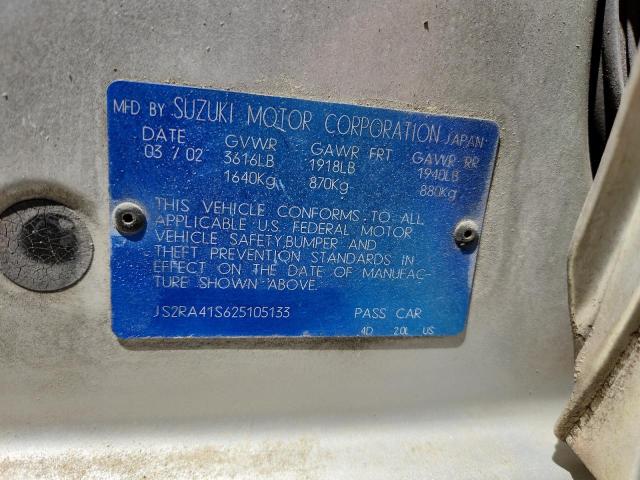 MFD BY SUZUKI MOTOR CORPORATION JAPAN
DATE GVWR GAWR FRT GAWR RR
03 / 02 3616LB 1918LB 1940LB
1640Kg 870Kg 880Kg
THIS VEHICLE CONFORMS TO ALL
APPLICABLE U.S. FEDERAL MOTOR
VEHICLE SAFETY,BUMPER AND
THEFT PREVENTION STANDARDS IN
EFFECT ON THE DATE OF MANUFAC-
TURE SHOWN ABOVE.
JS2RA41S625105133 PASS CAR
4D 2.0L US